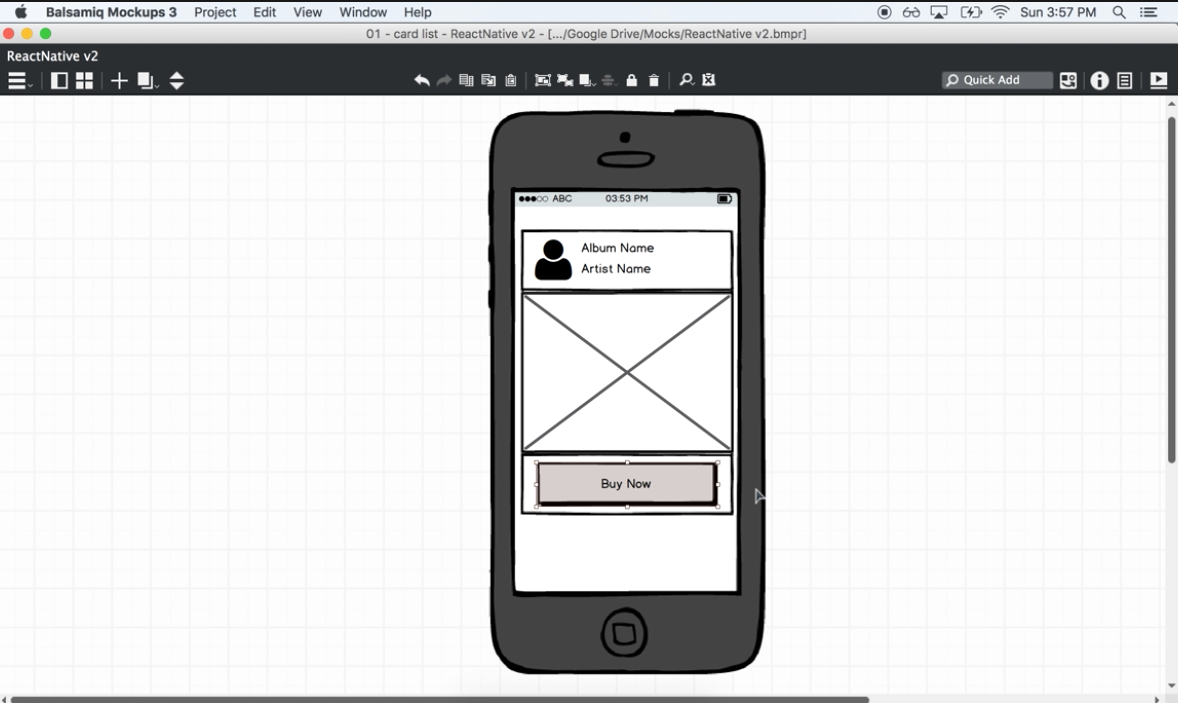 Balsamiq Mockups 3 Project Edit View Window Help Sun 3:57 PM
01 - card list - ReactNative v2 - [.../Google Drive/Mocks/ReactNative v2.bmpr]
ReactNative v2
Quick Add
ABC 03:53 PM
Album Name
Artist Name
Buy Now